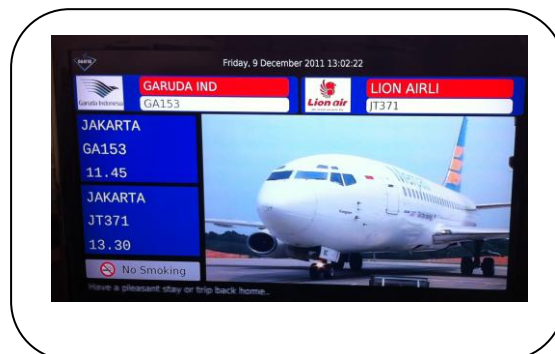 Friday, 9 December 2011 13:02:22
Garuda Indonesia
GARUDA IND
GA153
Lion air
LION AIRLI
JT371
JAKARTA
GA153
11.45
JAKARTA
JT371
13.30
No Smoking
Have a pleasant stay or trip back home..